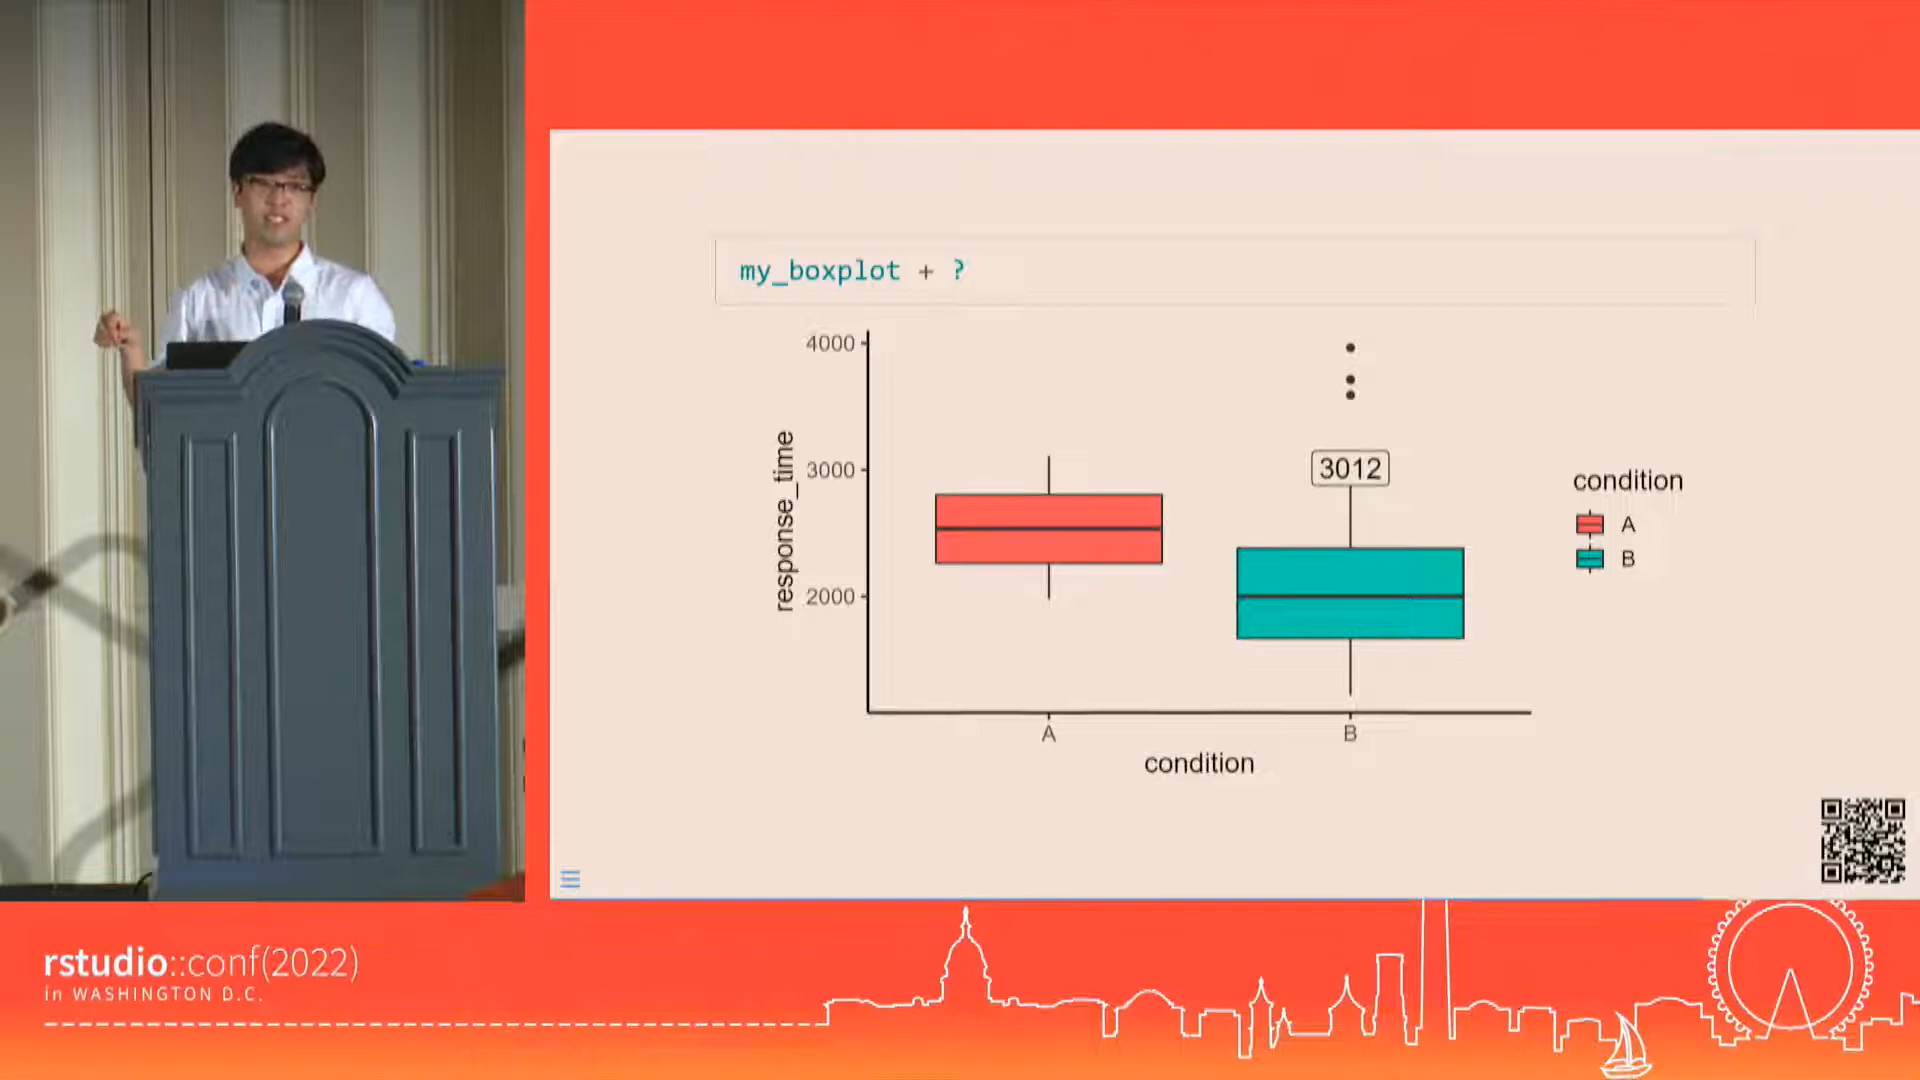 my_boxplot + ?
4000
3000
2000
response_time
3012
A
B
condition
condition
A
B
rstudio::conf(2022)
in WASHINGTON D.C.